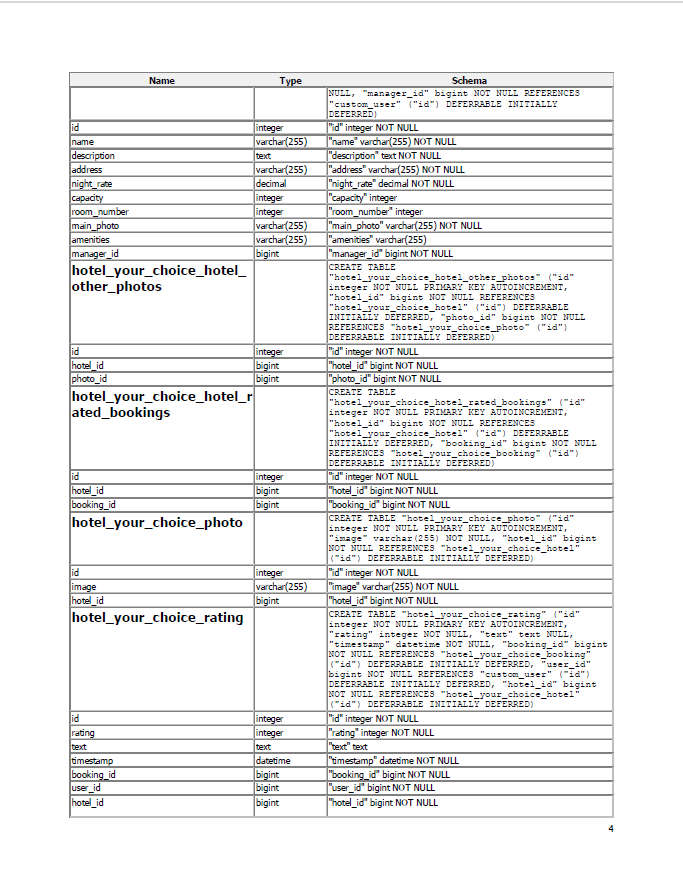 Name Type Schema
NULL, "manager_id" bigint NOT NULL REFERENCES
"custom_user" ("id") DEFERRABLE INITIALLY
DEFERRED)
id integer "id" integer NOT NULL
name varchar(255) "name" varchar(255) NOT NULL
description text "description" text NOT NULL
address varchar(255) "address" varchar(255) NOT NULL
night_rate decimal "night_rate" decimal NOT NULL
capacity integer "capacity" integer
room_number integer "room_number" integer
main_photo varchar(255) "main_photo" varchar(255) NOT NULL
amenities varchar(255) "amenities" varchar(255)
manager_id bigint "manager_id" bigint NOT NULL
hotel_your_choice_hotel_
other_photos
CREATE TABLE
"hotel_your_choice_hotel_other_photos" ("id"
integer NOT NULL PRIMARY KEY AUTOINCREMENT,
"hotel_id" bigint NOT NULL REFERENCES
"hotel_your_choice_hotel" ("id") DEFERRABLE
INITIALLY DEFERRED, "photo_id" bigint NOT NULL
REFERENCES "hotel_your_choice_photo" ("id")
DEFERRABLE INITIALLY DEFERRED)
id integer "id" integer NOT NULL
hotel_id bigint "hotel_id" bigint NOT NULL
photo_id bigint "photo_id" bigint NOT NULL
hotel_your_choice_hotel_r
ated_bookings
CREATE TABLE
"hotel_your_choice_hotel_rated_bookings" ("id"
integer NOT NULL PRIMARY KEY AUTOINCREMENT,
"hotel_id" bigint NOT NULL REFERENCES
"hotel_your_choice_hotel" ("id") DEFERRABLE
INITIALLY DEFERRED, "booking_id" bigint NOT NULL
REFERENCES "hotel_your_choice_booking" ("id")
DEFERRABLE INITIALLY DEFERRED)
id integer "id" integer NOT NULL
hotel_id bigint "hotel_id" bigint NOT NULL
booking_id bigint "booking_id" bigint NOT NULL
hotel_your_choice_photo
CREATE TABLE "hotel_your_choice_photo" ("id"
integer NOT NULL PRIMARY KEY AUTOINCREMENT,
"image" varchar(255) NOT NULL, "hotel_id" bigint
NOT NULL REFERENCES "hotel_your_choice_hotel"
("id") DEFERRABLE INITIALLY DEFERRED)
id integer "id" integer NOT NULL
image varchar(255) "image" varchar(255) NOT NULL
hotel_id bigint "hotel_id" bigint NOT NULL
hotel_your_choice_rating
CREATE TABLE "hotel_your_choice_rating" ("id"
integer NOT NULL PRIMARY KEY AUTOINCREMENT,
"rating" integer NOT NULL, "text" text NULL,
"timestamp" datetime NOT NULL, "booking_id" bigint
NOT NULL REFERENCES "hotel_your_choice_booking"
("id") DEFERRABLE INITIALLY DEFERRED, "user_id"
bigint NOT NULL REFERENCES "custom_user" ("id")
DEFERRABLE INITIALLY DEFERRED, "hotel_id" bigint
NOT NULL REFERENCES "hotel_your_choice_hotel"
("id") DEFERRABLE INITIALLY DEFERRED)
id integer "id" integer NOT NULL
rating integer "rating" integer NOT NULL
text text "text" text
timestamp datetime "timestamp" datetime NOT NULL
booking_id bigint "booking_id" bigint NOT NULL
user_id bigint "user_id" bigint NOT NULL
hotel_id bigint "hotel_id" bigint NOT NULL
4